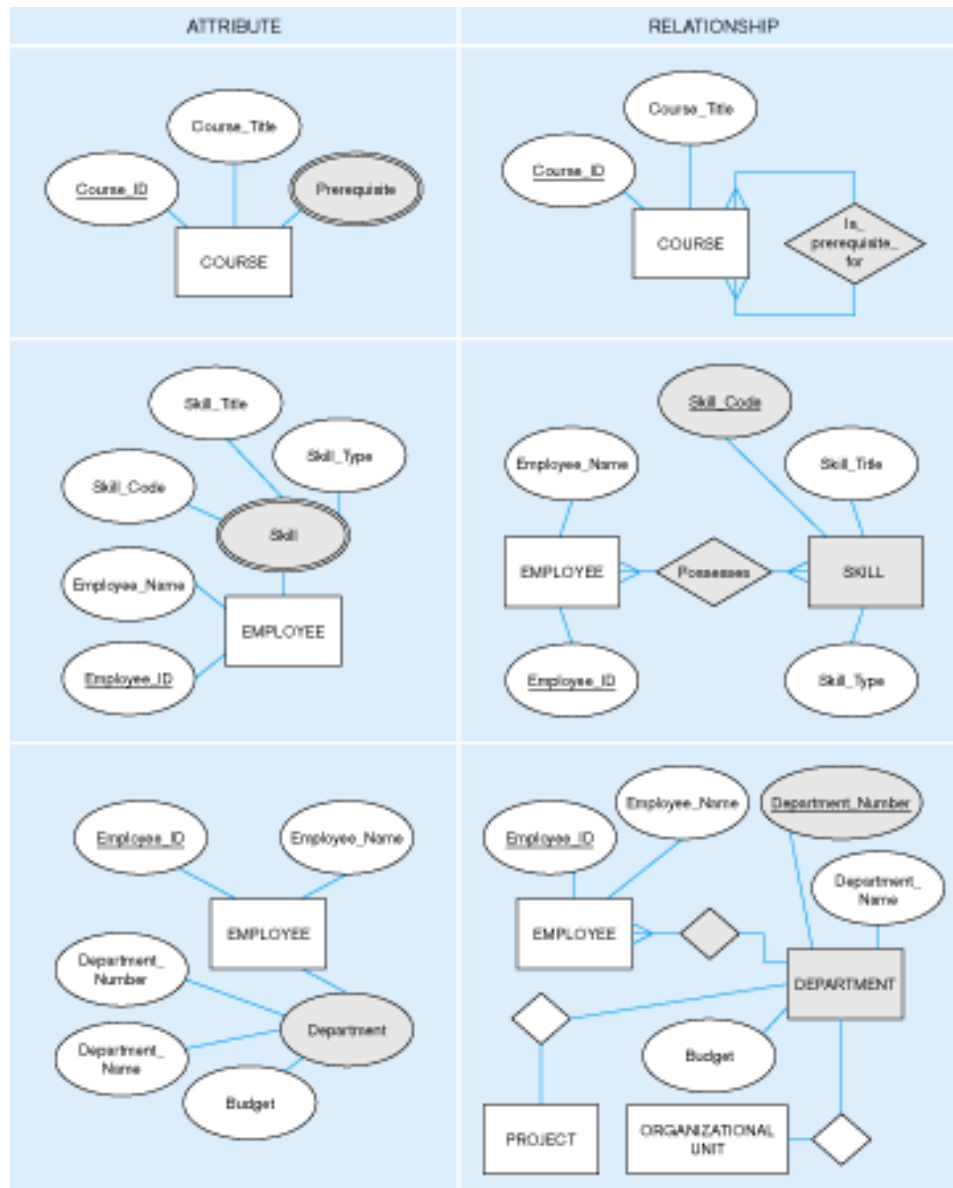 ATTRIBUTE
RELATIONSHIP
Course_Title
Course_ID
Prerequisite
COURSE
Course_Title
Course_ID
COURSE
Is_
prerequisite_
for
Skill_Title
Skill_Type
Skill_Code
Skill
Employee_Name
EMPLOYEE
Employee_ID
Skill_Code
Employee_Name
Skill_Title
EMPLOYEE
Possesses
SKILL
Employee_ID
Skill_Type
Employee_ID
Employee_Name
EMPLOYEE
Department_
Number
Department
Department_
Name
Budget
Employee_Name
Department_Number
Employee_ID
Department_
Name
EMPLOYEE
DEPARTMENT
Budget
PROJECT
ORGANIZATIONAL
UNIT